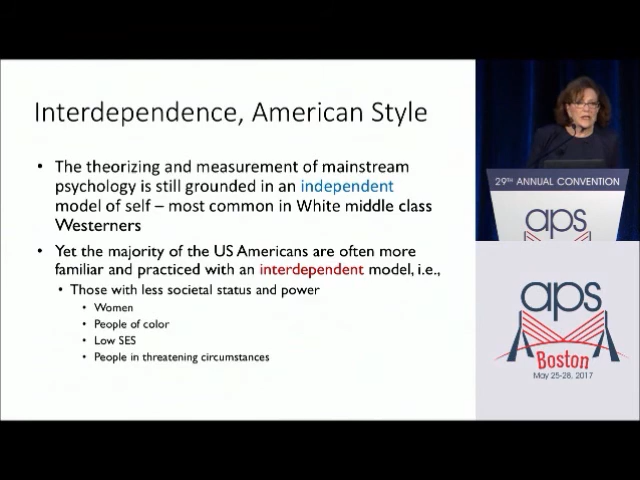 Interdependence, American Style
• The theorizing and measurement of mainstream
psychology is still grounded in an independent
model of self – most common in White middle class
Westerners
• Yet the majority of the US Americans are often more
familiar and practiced with an interdependent model, i.e.,
• Those with less societal status and power
• Women
• People of color
• Low SES
• People in threatening circumstances
29TH ANNUAL CONVENTION
aps
aps
Boston
May 25-28, 2017